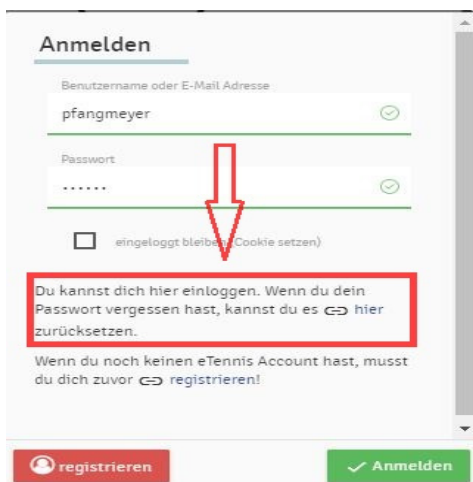 Anmelden
Benutzername oder E-Mail Adresse
pfangmeyer
Passwort
......
eingeloggt bleiben (Cookie setzen)
Du kannst dich hier einloggen. Wenn du dein
Passwort vergessen hast, kannst du es hier
zurücksetzen.
Wenn du noch keinen eTennis Account hast, musst
du dich zuvor registrieren!
registrieren
Anmelden